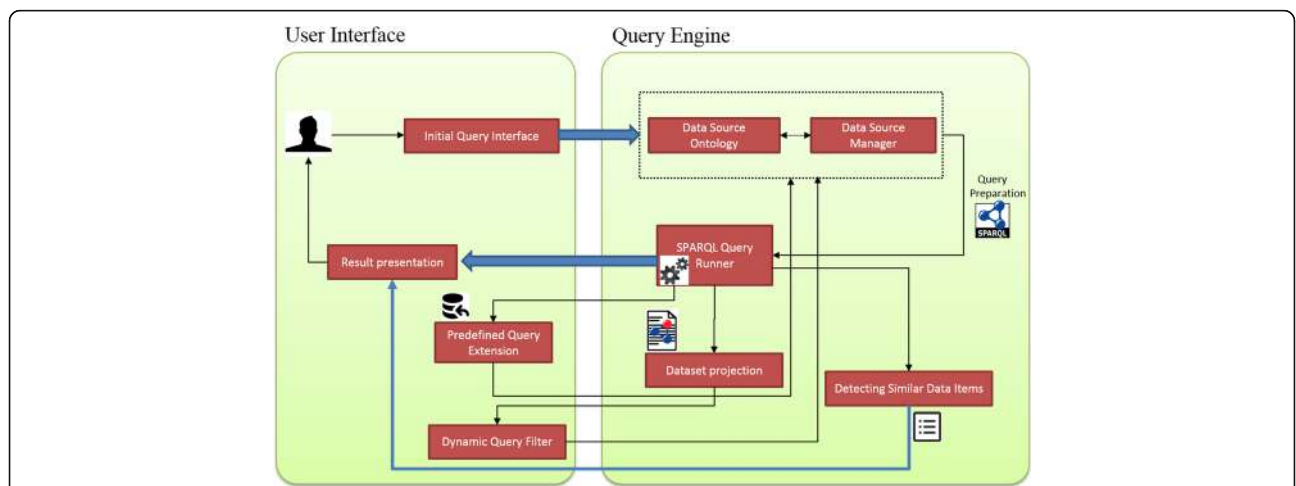 User Interface
Query Engine
Initial Query Interface
Data Source
Ontology
Data Source
Manager
Query
Preparation
SPARQL
SPARQL Query
Runner
Result presentation
Predefined Query
Extension
Dataset projection
Detecting Similar Data Items
Dynamic Query Filter